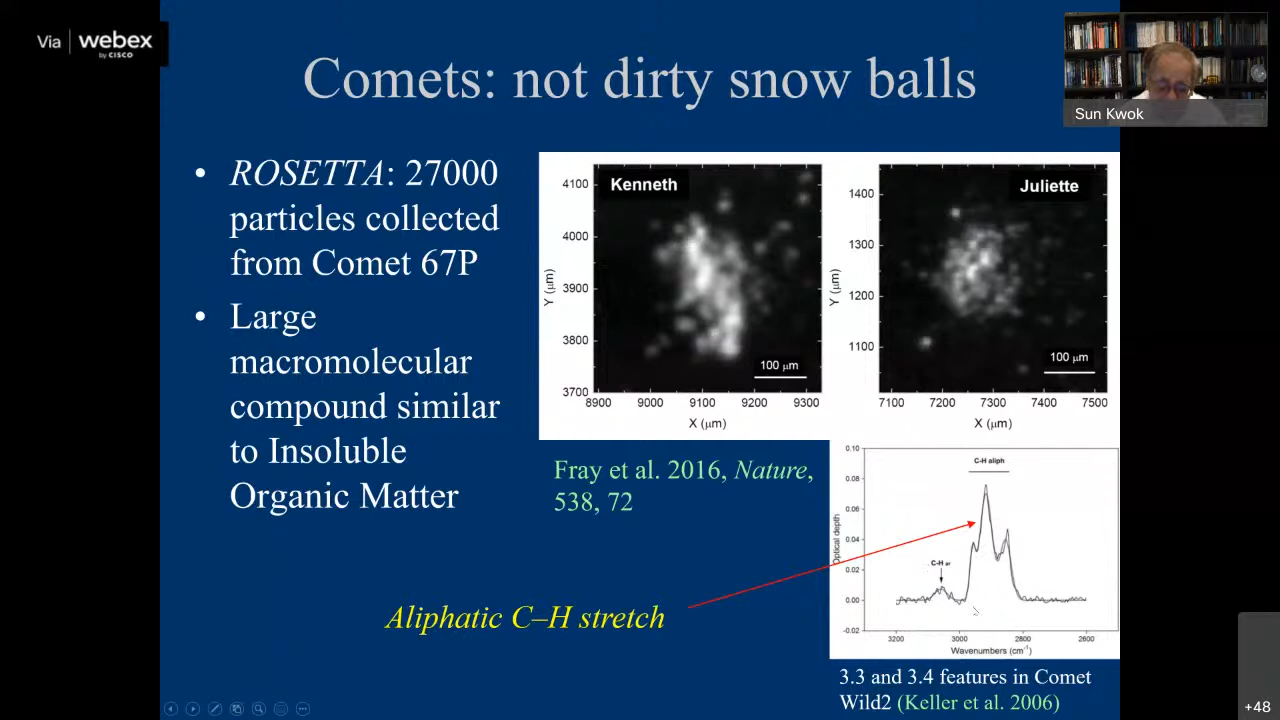 Via | webex
by CISCO
Comets: not dirty snow balls
Sun Kwok
• ROSETTA: 27000
particles collected
from Comet 67P
• Large
macromolecular
compound similar
to Insoluble
Organic Matter
Kenneth
4100
4000
3900
3800
3700
Y (μm)
100 μm
8900 9000 9100 9200 9300
X (μm)
Juliette
1400
1300
1200
1100
Y (μm)
100 μm
7100 7200 7300 7400 7500
X (μm)
Fray et al. 2016, Nature,
538, 72
Aliphatic C–H stretch
0.10
0.08
0.06
0.04
0.02
0.00
-0.02
Optical depth
C-H aliph
C-H ar
3200 3000 2800 2600
Wavenumbers (cm⁻¹)
3.3 and 3.4 features in Comet
Wild2 (Keller et al. 2006)
+48